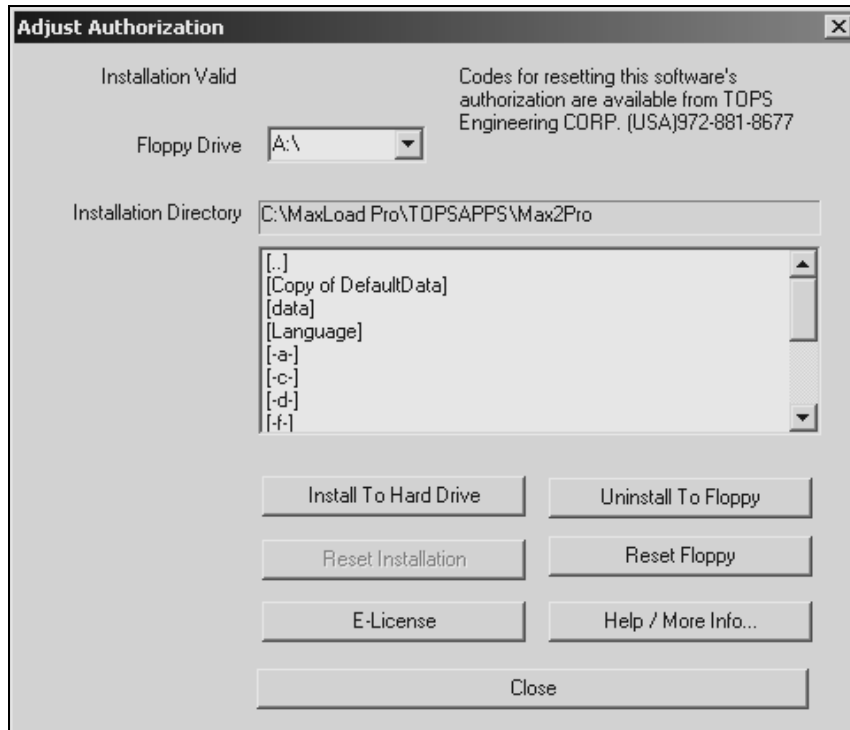 Adjust Authorization
Installation Valid
Codes for resetting this software's
authorization are available from TOPS
Engineering CORP. (USA)972-881-8677
Floppy Drive
A:\
Installation Directory
C:\MaxLoad Pro\TOPSAPPS\Max2Pro
[..]
[Copy of DefaultData]
[data]
[Language]
[-a-]
[-c-]
[-d-]
[-f-]
Install To Hard Drive
Uninstall To Floppy
Reset Installation
Reset Floppy
E-License
Help / More Info...
Close